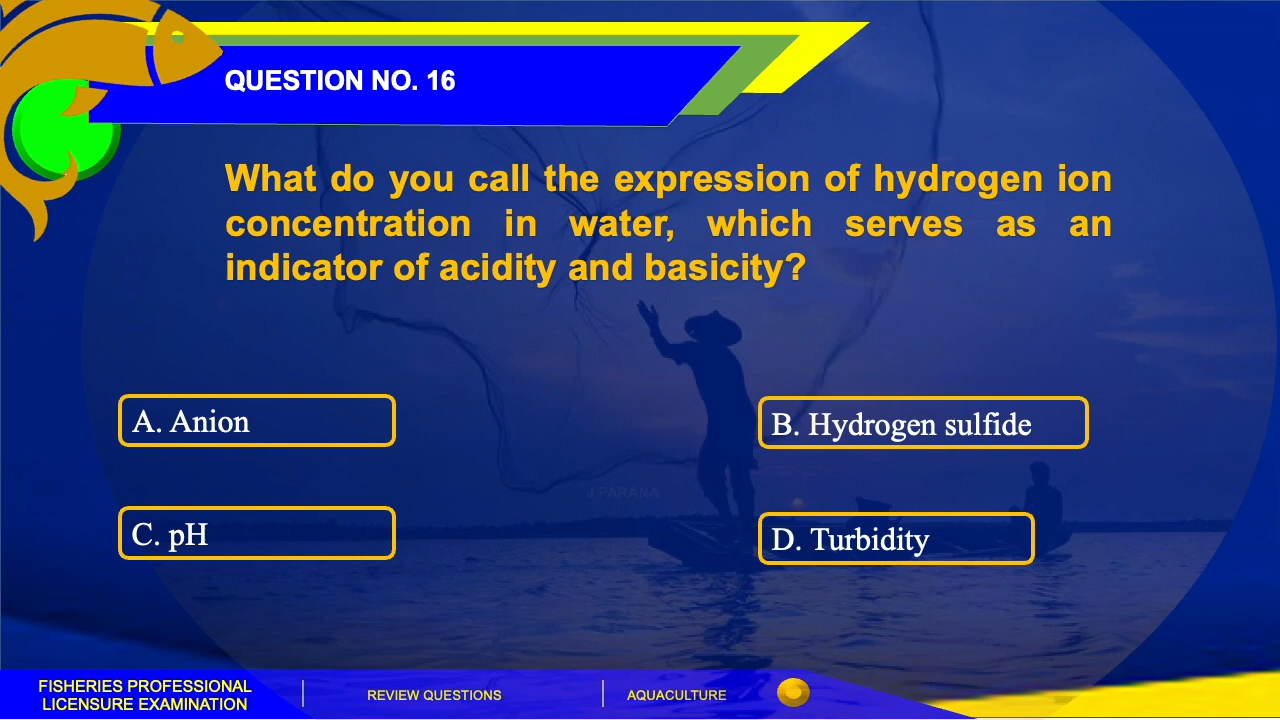 QUESTION NO. 16
What do you call the expression of hydrogen ion
concentration in water, which serves as an
indicator of acidity and basicity?
A. Anion
B. Hydrogen sulfide
J PARANA
C. pH
D. Turbidity
FISHERIES PROFESSIONAL
LICENSURE EXAMINATION
REVIEW QUESTIONS
AQUACULTURE